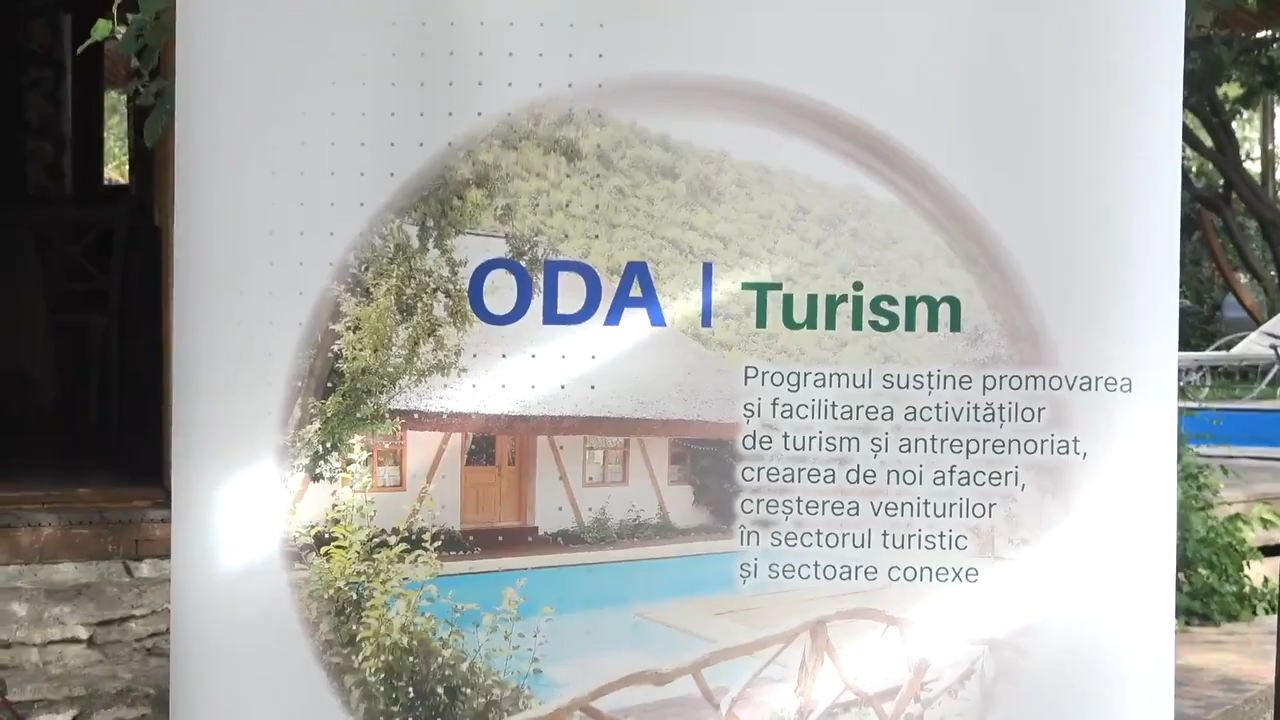 ODA | Turism
Programul susține promovarea
și facilitarea activităților
de turism și antreprenoriat,
crearea de noi afaceri,
creșterea veniturilor
în sectorul turistic
și sectoare conexe